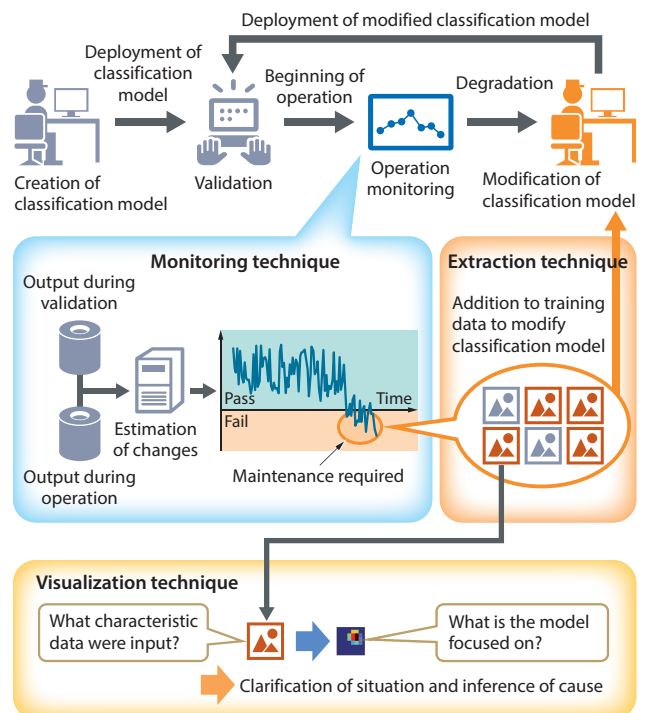 Deployment of modified classification model
Deployment of
classification
model
Beginning of
operation
Degradation
Creation of
classification model
Validation
Operation
monitoring
Modification of
classification model
Monitoring technique
Output during
validation
Estimation
of changes
Output during
operation
Pass
Time
Fail
Maintenance required
Extraction technique
Addition to training
data to modify
classification model
Visualization technique
What characteristic
data were input?
What is the model
focused on?
Clarification of situation and inference of cause